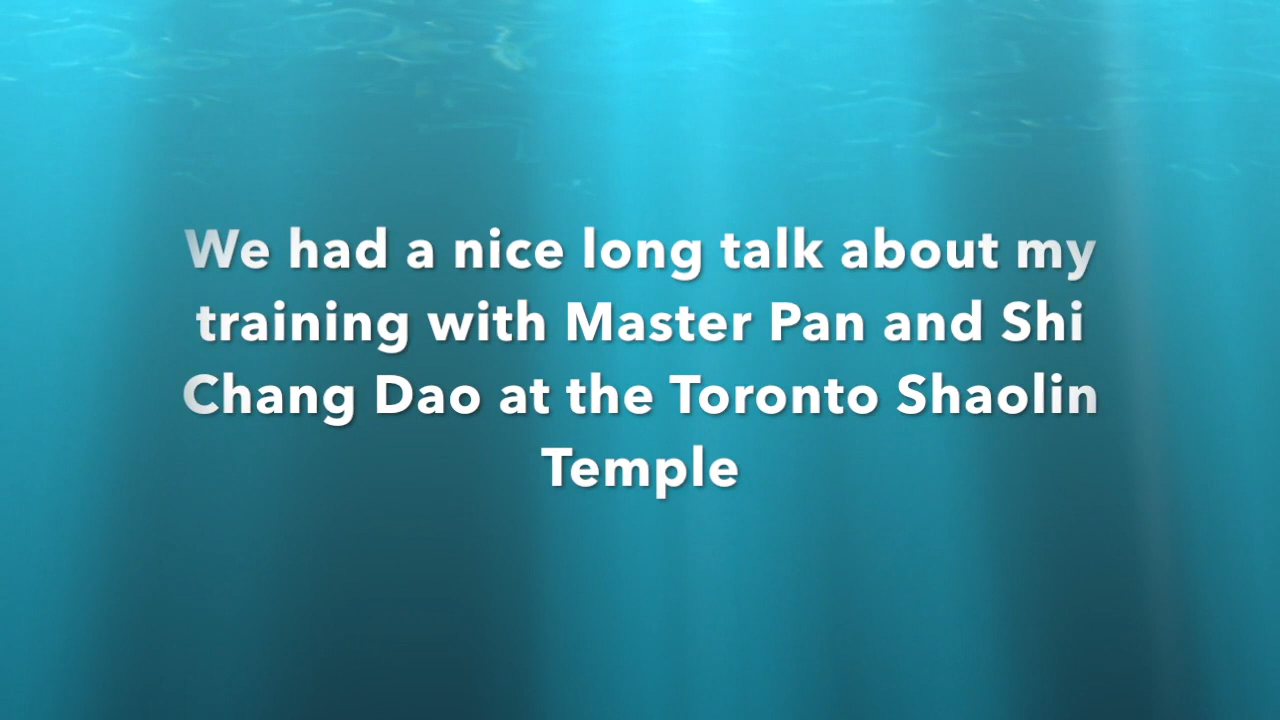 We had a nice long talk about my
training with Master Pan and Shi
Chang Dao at the Toronto Shaolin
Temple